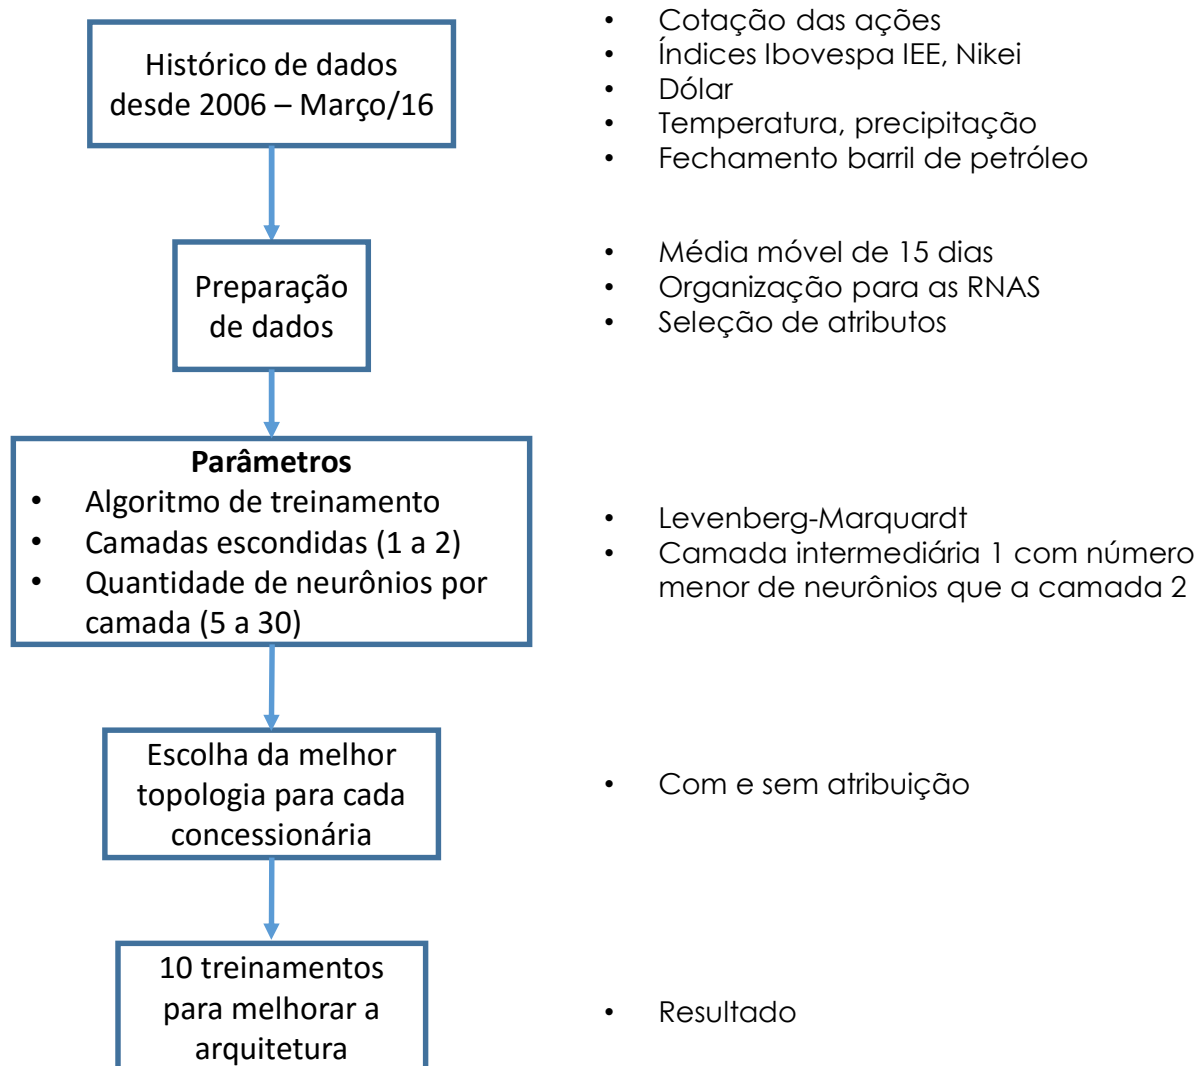 Histórico de dados
desde 2006 – Março/16
• Cotação das ações
• Índices Ibovespa IEE, Nikei
• Dólar
• Temperatura, precipitação
• Fechamento barril de petróleo
Preparação
de dados
• Média móvel de 15 dias
• Organização para as RNAS
• Seleção de atributos
Parâmetros
• Algoritmo de treinamento
• Camadas escondidas (1 a 2)
• Quantidade de neurônios por
camada (5 a 30)
• Levenberg-Marquardt
• Camada intermediária 1 com número
menor de neurônios que a camada 2
Escolha da melhor
topologia para cada
concessionária
• Com e sem atribuição
10 treinamentos
para melhorar a
arquitetura
• Resultado